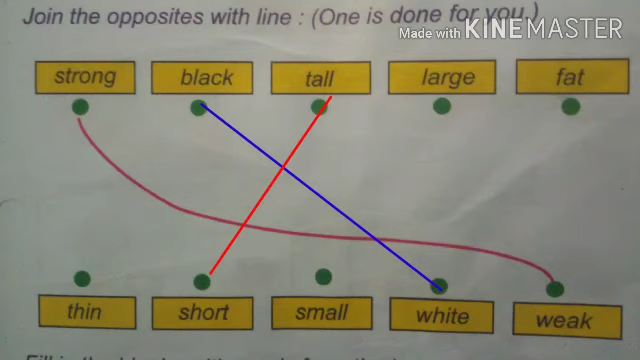 Join the opposites with line : (One is done for you.)
Made with KINEMASTER
strong black tall large fat
thin short small white weak